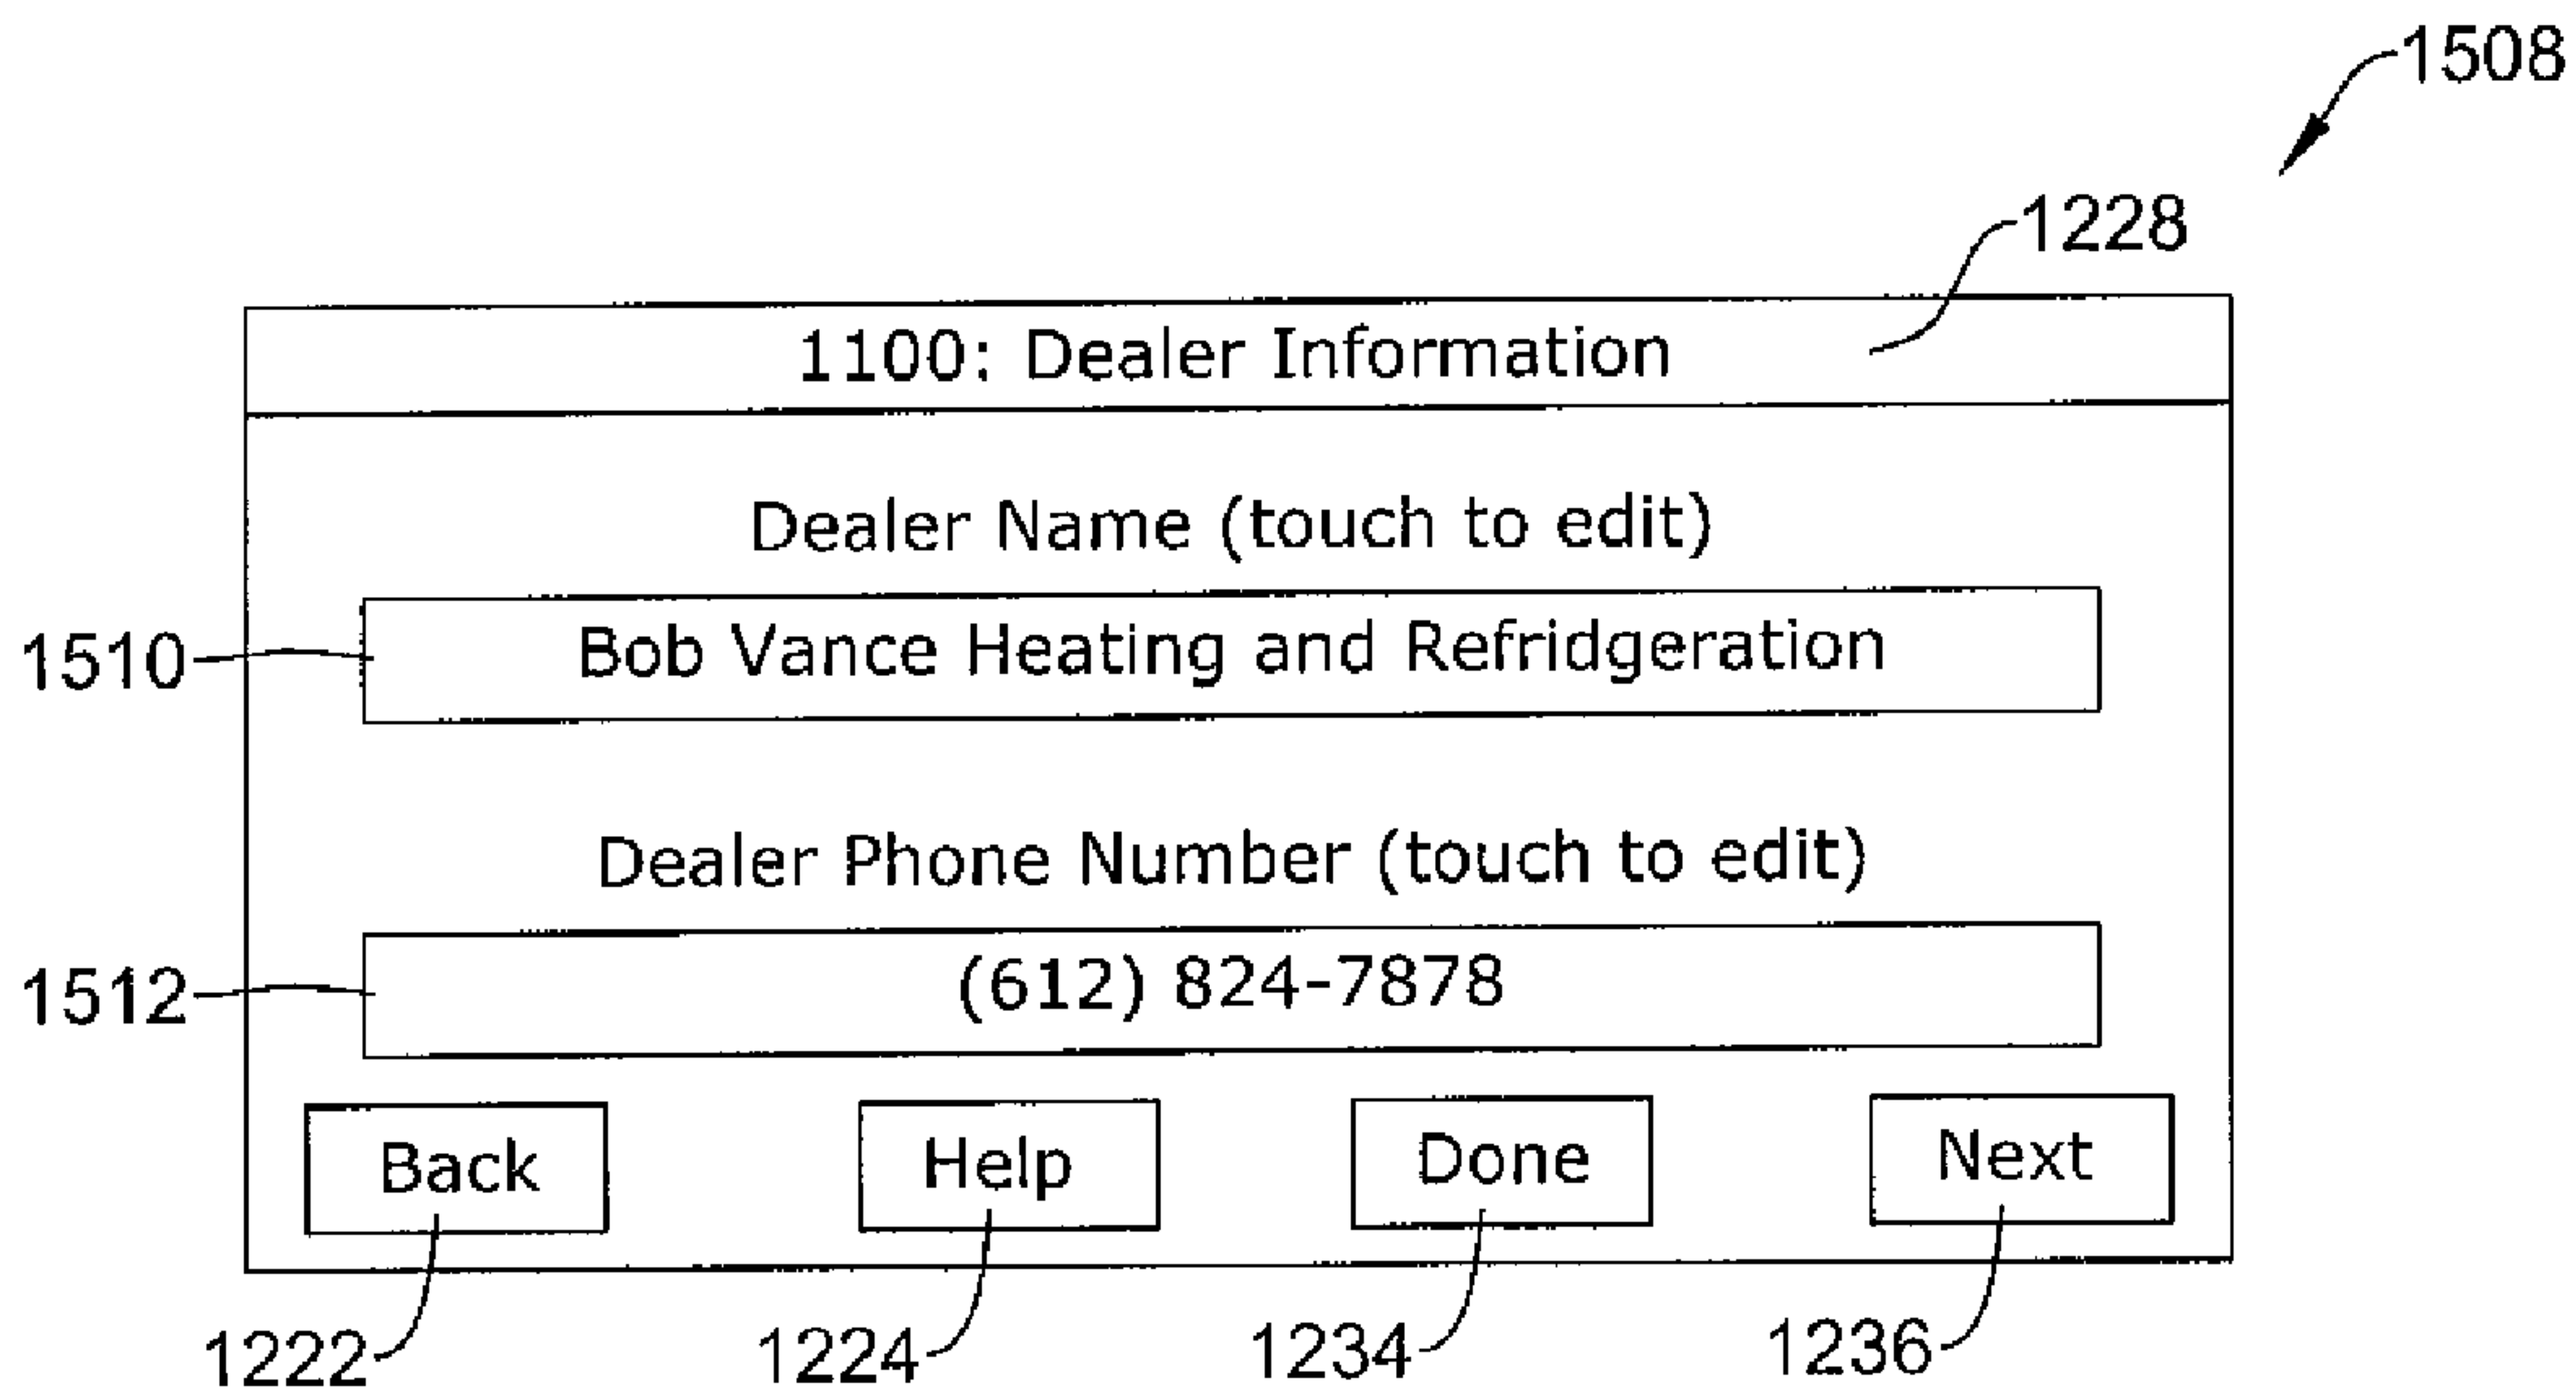 1508
1228
1100: Dealer Information
Dealer Name (touch to edit)
1510
Bob Vance Heating and Refridgeration
Dealer Phone Number (touch to edit)
1512
(612) 824-7878
Back Help Done Next
1222 1224 1234 1236